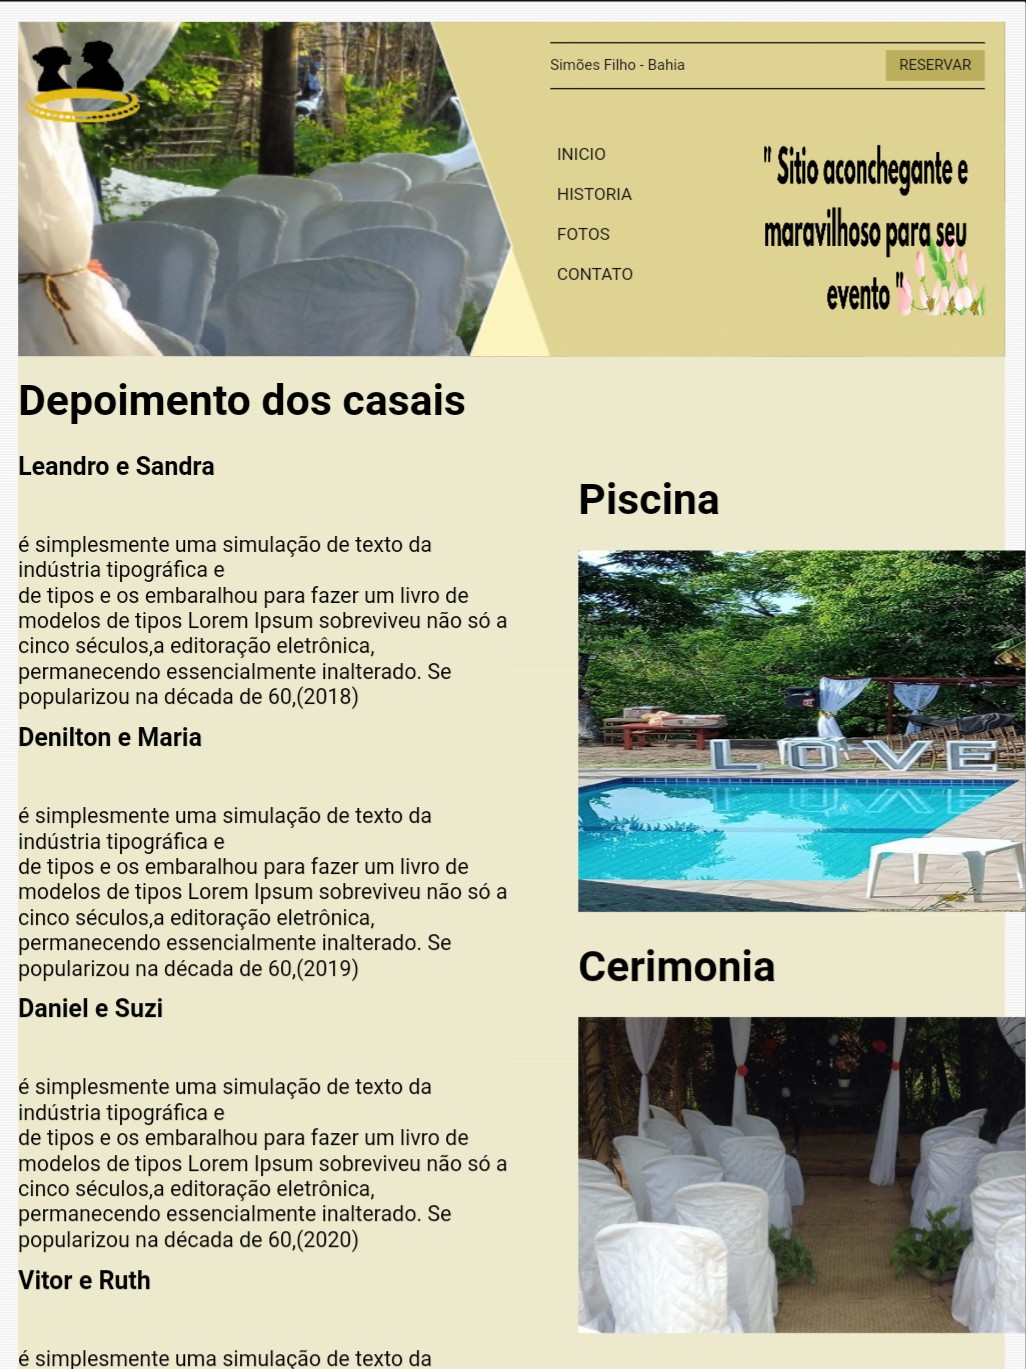 Simões Filho - Bahia
RESERVAR
INICIO
HISTORIA
FOTOS
CONTATO
" Sitio aconchegante e
maravilhoso para seu
evento "
Depoimento dos casais
Leandro e Sandra
é simplesmente uma simulação de texto da
indústria tipográfica e
de tipos e os embaralhou para fazer um livro de
modelos de tipos Lorem Ipsum sobreviveu não só a
cinco séculos,a editoração eletrônica,
permanecendo essencialmente inalterado. Se
popularizou na década de 60,(2018)
Denilton e Maria
é simplesmente uma simulação de texto da
indústria tipográfica e
de tipos e os embaralhou para fazer um livro de
modelos de tipos Lorem Ipsum sobreviveu não só a
cinco séculos,a editoração eletrônica,
permanecendo essencialmente inalterado. Se
popularizou na década de 60,(2019)
Daniel e Suzi
é simplesmente uma simulação de texto da
indústria tipográfica e
de tipos e os embaralhou para fazer um livro de
modelos de tipos Lorem Ipsum sobreviveu não só a
cinco séculos,a editoração eletrônica,
permanecendo essencialmente inalterado. Se
popularizou na década de 60,(2020)
Vitor e Ruth
é simplesmente uma simulação de texto da
Piscina
LOVE
Cerimonia